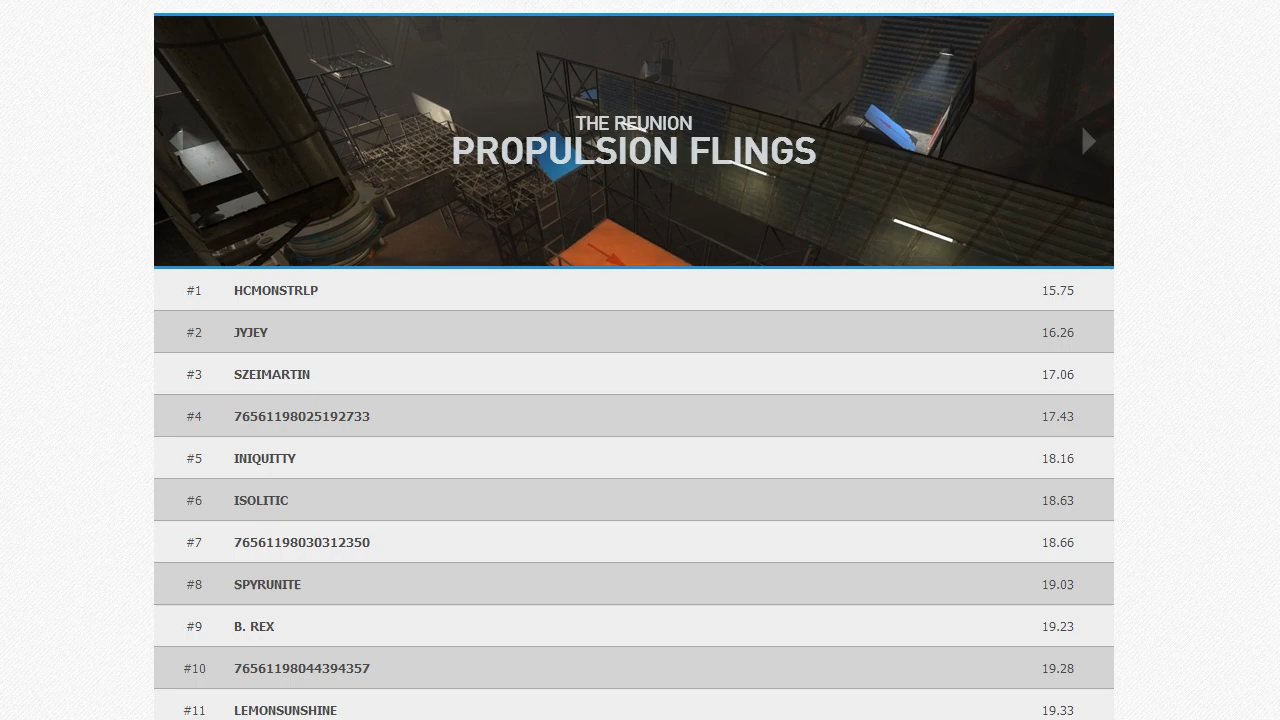 THE REUNION
PROPULSION FLINGS
#1 HCMONSTRLP 15.75
#2 JYJEY 16.26
#3 SZEIMARTIN 17.06
#4 76561198025192733 17.43
#5 INIQUITTY 18.16
#6 ISOLITIC 18.63
#7 76561198030312350 18.66
#8 SPYRUNITE 19.03
#9 B. REX 19.23
#10 76561198044394357 19.28
#11 LEMONSUNSHINE 19.33